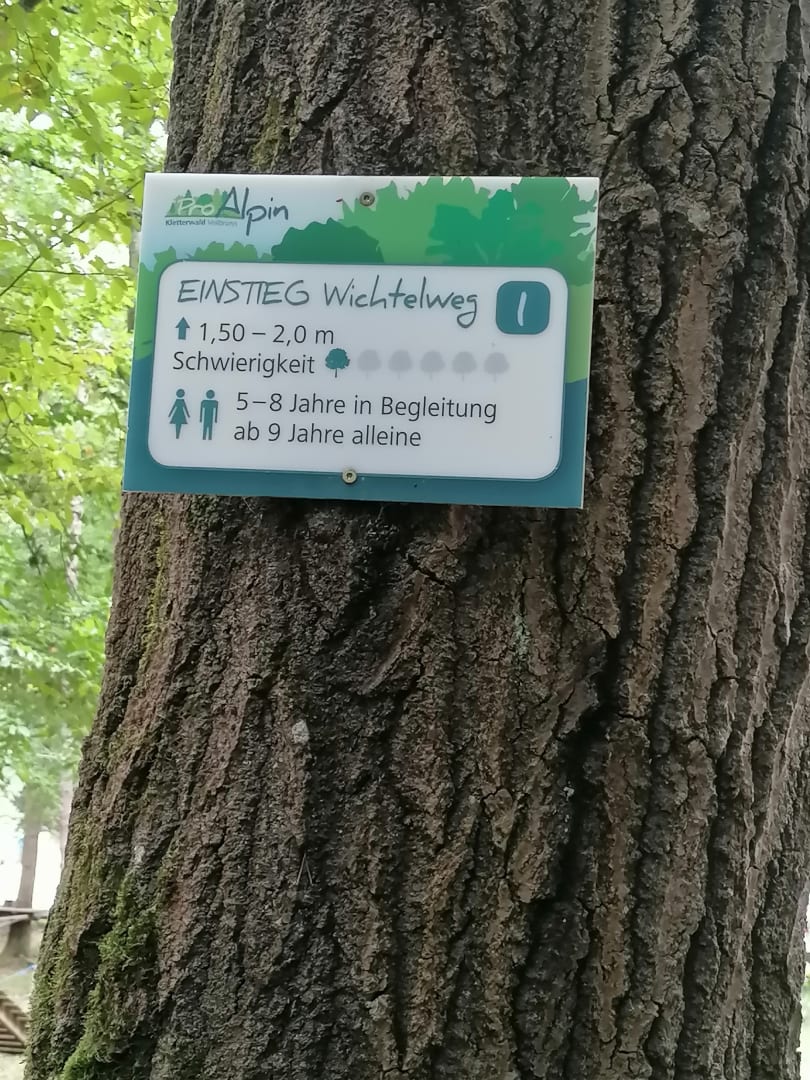 ProAlpin
Kletterwald Veilbronn
EINSTIEG Wichtelweg 1
1,50 – 2,0 m
Schwierigkeit
5–8 Jahre in Begleitung
ab 9 Jahre alleine